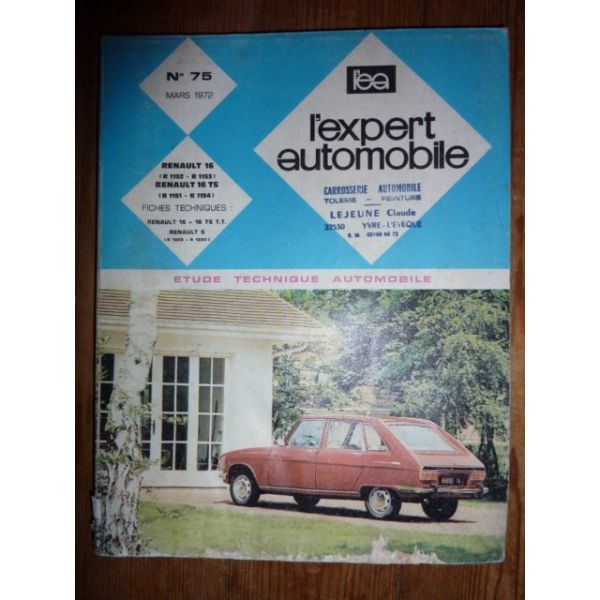 N° 75
MARS 1972
l'ea
l'expert
automobile
RENAULT 16
(R 1152 - R 1153)
RENAULT 16 TS
(R 1151 - R 1154)
FICHES TECHNIQUES :
RENAULT 16 - 16 TS T.T.
RENAULT 5
CARROSSERIE AUTOMOBILE
TOLERIE - PEINTURE
LEJEUNE Claude
YVRE-L'EVEQUE
ETUDE TECHNIQUE AUTOMOBILE